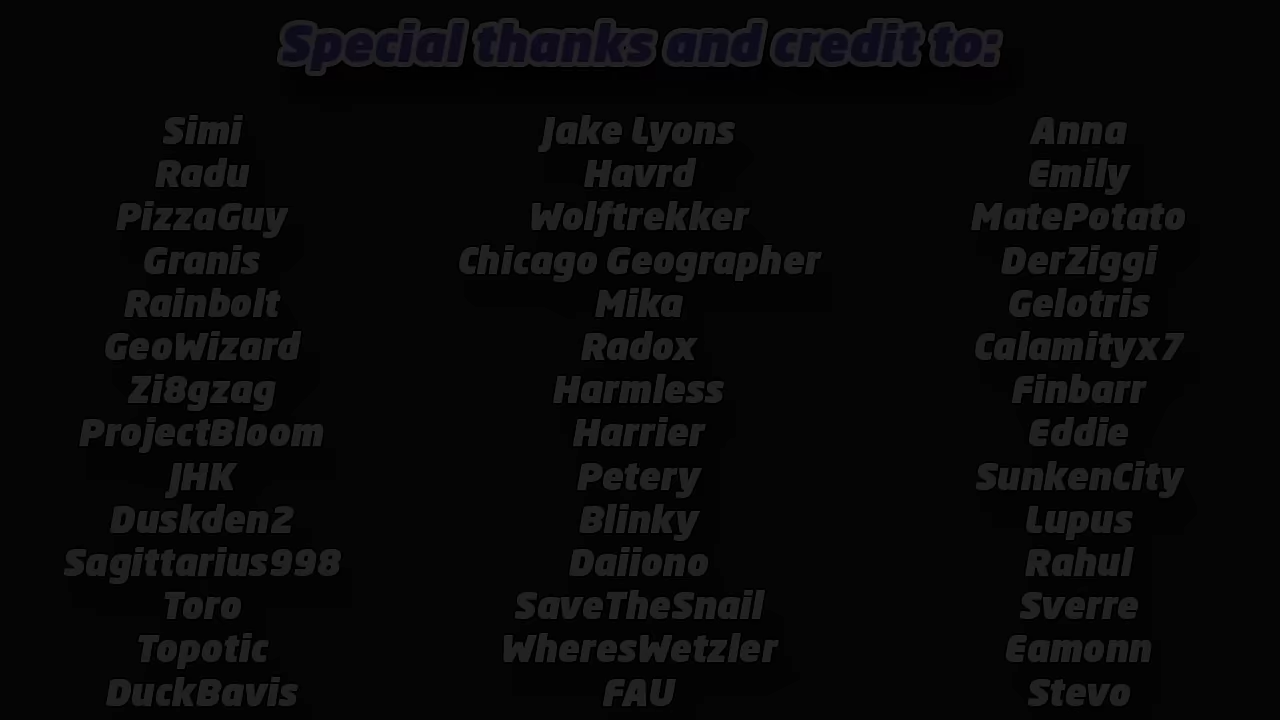 Special thanks and credit to:
Simi
Radu
PizzaGuy
Granis
Rainbolt
GeoWizard
Zi8gzag
ProjectBloom
JHK
Duskden2
Sagittarius998
Toro
Topotic
DuckBavis
Jake Lyons
Havrd
Wolftrekker
Chicago Geographer
Mika
Radox
Harmless
Harrier
Petery
Blinky
Daiiono
SaveTheSnail
WheresWetzler
FAU
Anna
Emily
MatePotato
DerZiggi
Gelotris
Calamityx7
Finbarr
Eddie
SunkenCity
Lupus
Rahul
Sverre
Eamonn
Stevo